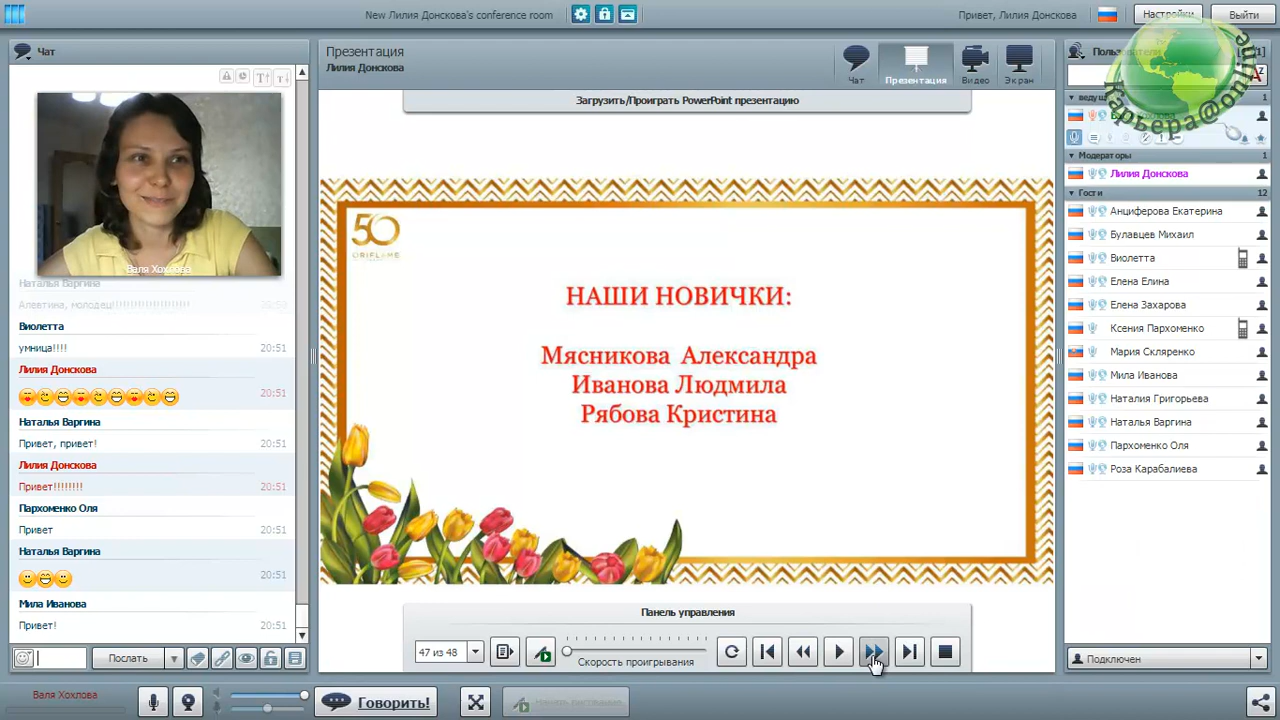 New Лилия Донскова's conference room
Привет, Лилия Донскова
Настройки
Выйти
Чат
Валя Хохлова
Наталья Варгина
Алевтина, молодец!!!!!!!!!!!!!!!!!!!!
20:50
Виолетта
умница!!!!
20:51
Лилия Донскова
20:51
Наталья Варгина
Привет, привет!
20:51
Лилия Донскова
Привет!!!!!!!!
20:51
Пархоменко Оля
Привет
20:51
Наталья Варгина
20:51
Мила Иванова
Привет!
20:51
Послать
Презентация
Лилия Донскова
Чат
Презентация
Видео
Экран
Загрузить/Проиграть PowerPoint презентацию
50
ORIFLAME
НАШИ НОВИЧКИ:
Мясникова Александра
Иванова Людмила
Рябова Кристина
Панель управления
47 из 48
Скорость проигрывания
Карьера@online
Модераторы
1
Лилия Донскова
Гости
12
Анциферова Екатерина
Булавцев Михаил
Виолетта
Елена Елина
Елена Захарова
Ксения Пархоменко
Мария Скляренко
Мила Иванова
Наталия Григорьева
Наталья Варгина
Пархоменко Оля
Роза Карабалиева
Подключен
Валя Хохлова
Говорить!